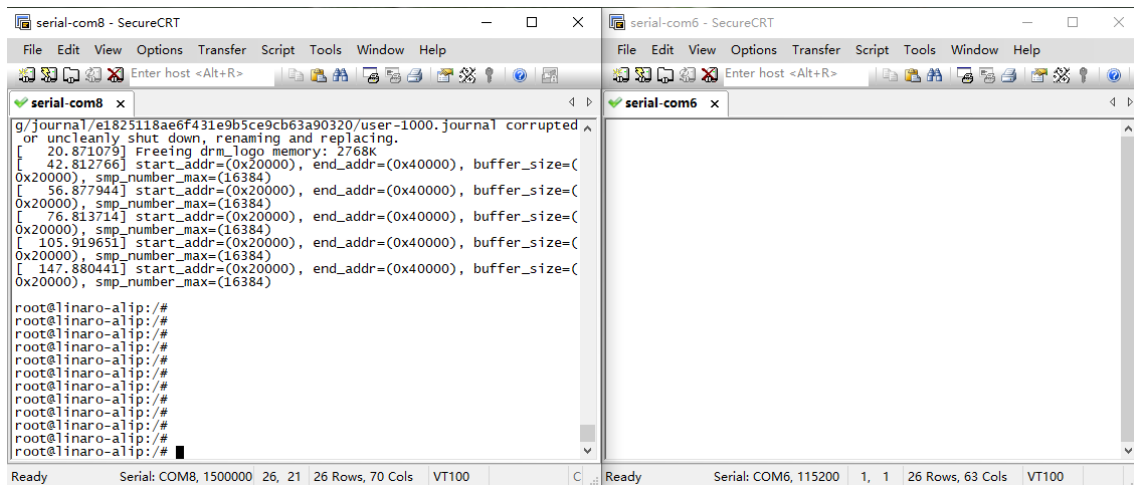 serial-com8 - SecureCRT
File Edit View Options Transfer Script Tools Window Help
Enter host <Alt+R>
serial-com8 x
g/journal/e1825118ae6f431e9b5ce9cb63a90320/user-1000.journal corrupted
or uncleanly shut down, renaming and replacing.
[   20.871079] Freeing drm_logo memory: 2768K
[   42.812766] start_addr=(0x20000), end_addr=(0x40000), buffer_size=(
0x20000), smp_number_max=(16384)
[   56.877944] start_addr=(0x20000), end_addr=(0x40000), buffer_size=(
0x20000), smp_number_max=(16384)
[   76.813714] start_addr=(0x20000), end_addr=(0x40000), buffer_size=(
0x20000), smp_number_max=(16384)
[  105.919651] start_addr=(0x20000), end_addr=(0x40000), buffer_size=(
0x20000), smp_number_max=(16384)
[  147.880441] start_addr=(0x20000), end_addr=(0x40000), buffer_size=(
0x20000), smp_number_max=(16384)
root@linaro-alip:/#
root@linaro-alip:/#
root@linaro-alip:/#
root@linaro-alip:/#
root@linaro-alip:/#
root@linaro-alip:/#
root@linaro-alip:/#
root@linaro-alip:/#
root@linaro-alip:/#
root@linaro-alip:/#
root@linaro-alip:/#
root@linaro-alip:/#
Ready Serial: COM8, 1500000 26, 21 26 Rows, 70 Cols VT100 C
serial-com6 - SecureCRT
File Edit View Options Transfer Script Tools Window Help
Enter host <Alt+R>
serial-com6 x
Ready Serial: COM6, 115200 1, 1 26 Rows, 63 Cols VT100